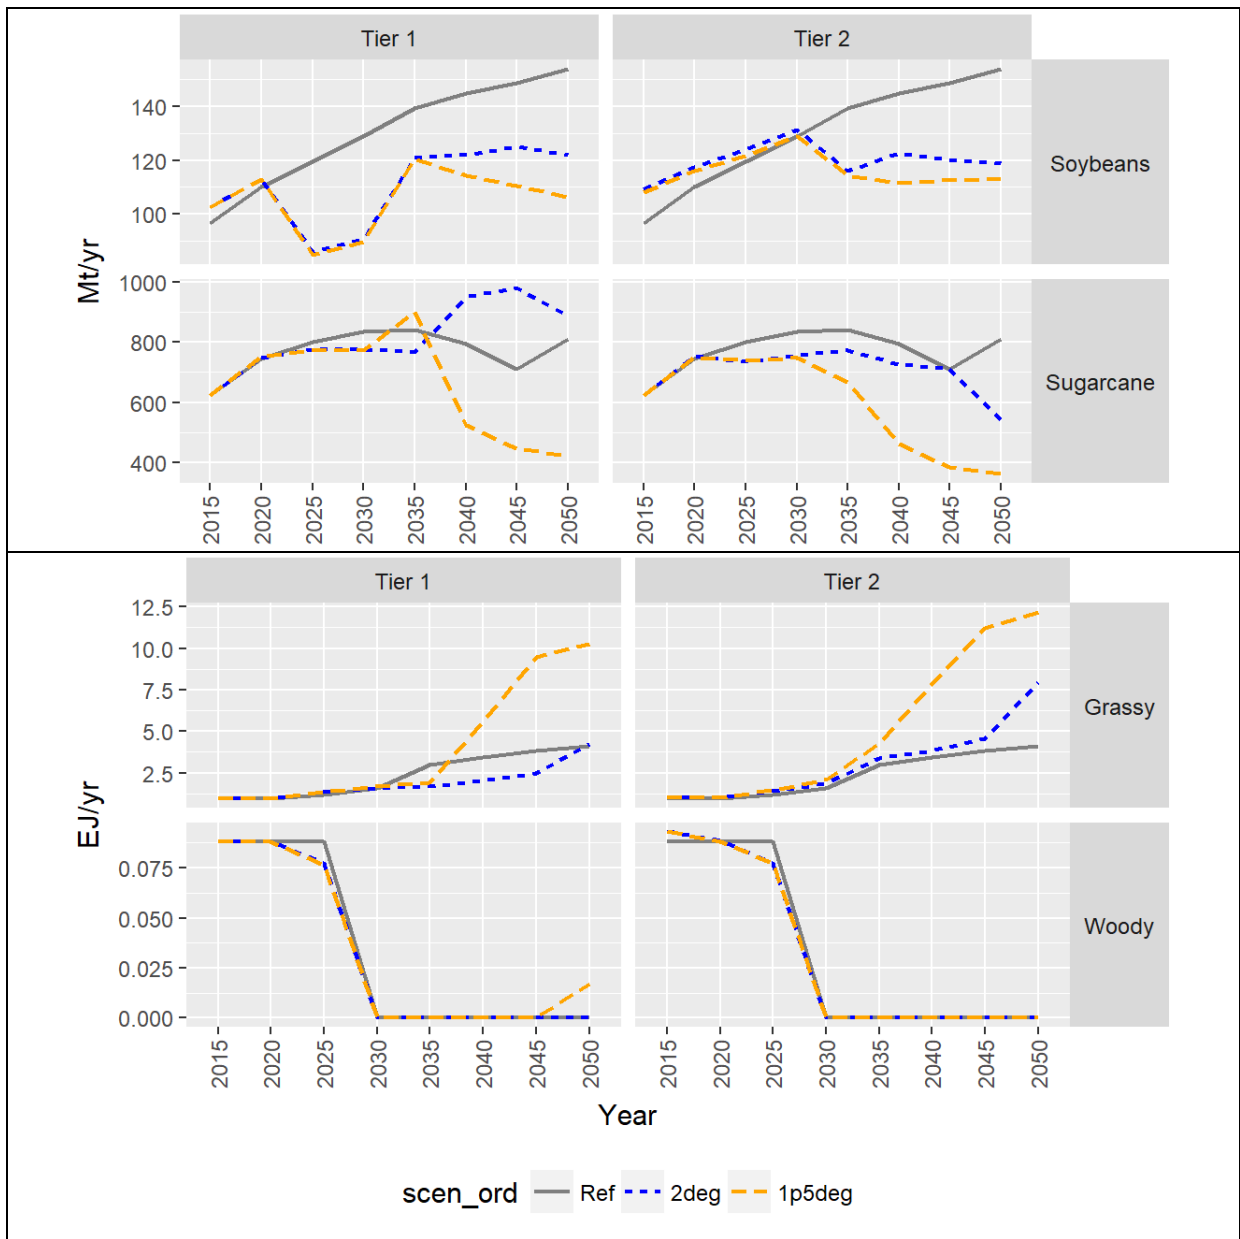 Tier 1 Tier 2
140
120
100
Soybeans
Mt/yr
1000
800
600
400
Sugarcane
2015 2020 2025 2030 2035 2040 2045 2050 2015 2020 2025 2030 2035 2040 2045 2050
Tier 1 Tier 2
12.5
10.0
7.5
5.0
2.5
Grassy
EJ/yr
0.075
0.050
0.025
0.000
Woody
2015 2020 2025 2030 2035 2040 2045 2050 2015 2020 2025 2030 2035 2040 2045 2050
Year
scen_ord Ref 2deg 1p5deg